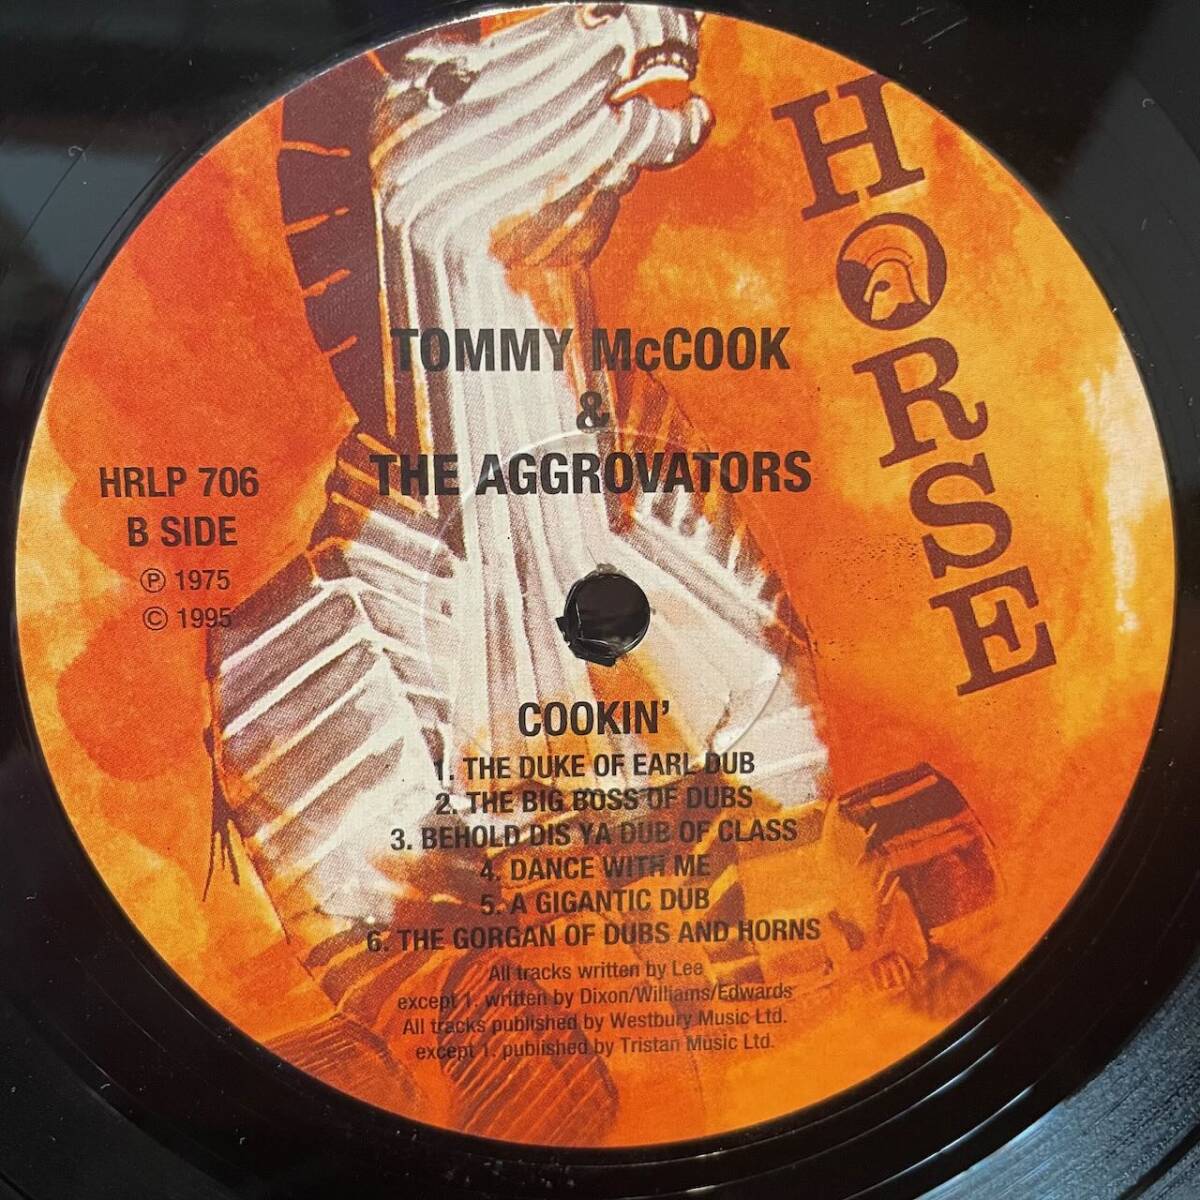 HORSE
TOMMY McCOOK
&
THE AGGROVATORS
HRLP 706
B SIDE
Ⓟ 1975
© 1995
COOKIN'
1. THE DUKE OF EARL DUB
2. THE BIG BOSS OF DUBS
3. BEHOLD DIS YA DUB OF CLASS
4. DANCE WITH ME
5. A GIGANTIC DUB
6. THE GORGAN OF DUBS AND HORNS
All tracks written by Lee
except 1. written by Dixon/Williams/Edwards
All tracks published by Westbury Music Ltd.
except 1. published by Tristan Music Ltd.